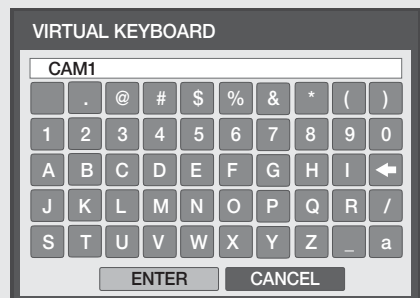 VIRTUAL KEYBOARD
CAM1
. @ # $ % & * ( )
1 2 3 4 5 6 7 8 9 0
A B C D E F G H I ←
J K L M N O P Q R /
S T U V W X Y Z _ a
ENTER CANCEL